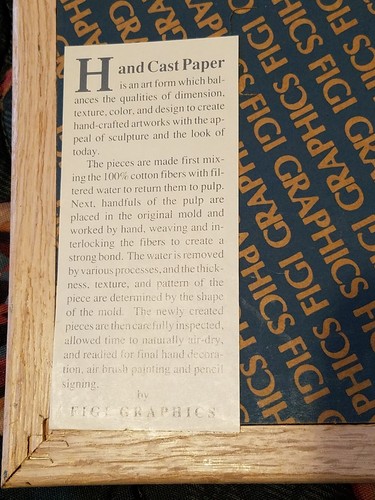 Hand Cast Paper
is an art form which bal-
ances the qualities of dimension,
texture, color, and design to create
hand-crafted artworks with the ap-
peal of sculpture and the look of
today.
The pieces are made first mix-
ing the 100% cotton fibers with fil-
tered water to return them to pulp.
Next, handfuls of the pulp are
placed in the original mold and
worked by hand, weaving and in-
terlocking the fibers to create a
strong bond. The water is removed
by various processes, and the thick-
ness, texture, and pattern of the
piece are determined by the shape
of the mold. The newly created
pieces are then carefully inspected,
allowed time to naturally air-dry,
and readied for final hand decora-
tion, air brush painting and pencil
signing.
by
FIGI GRAPHICS
FIGI GRAPHICS
FIGI GRAPHICS
FIGI GRAPHICS